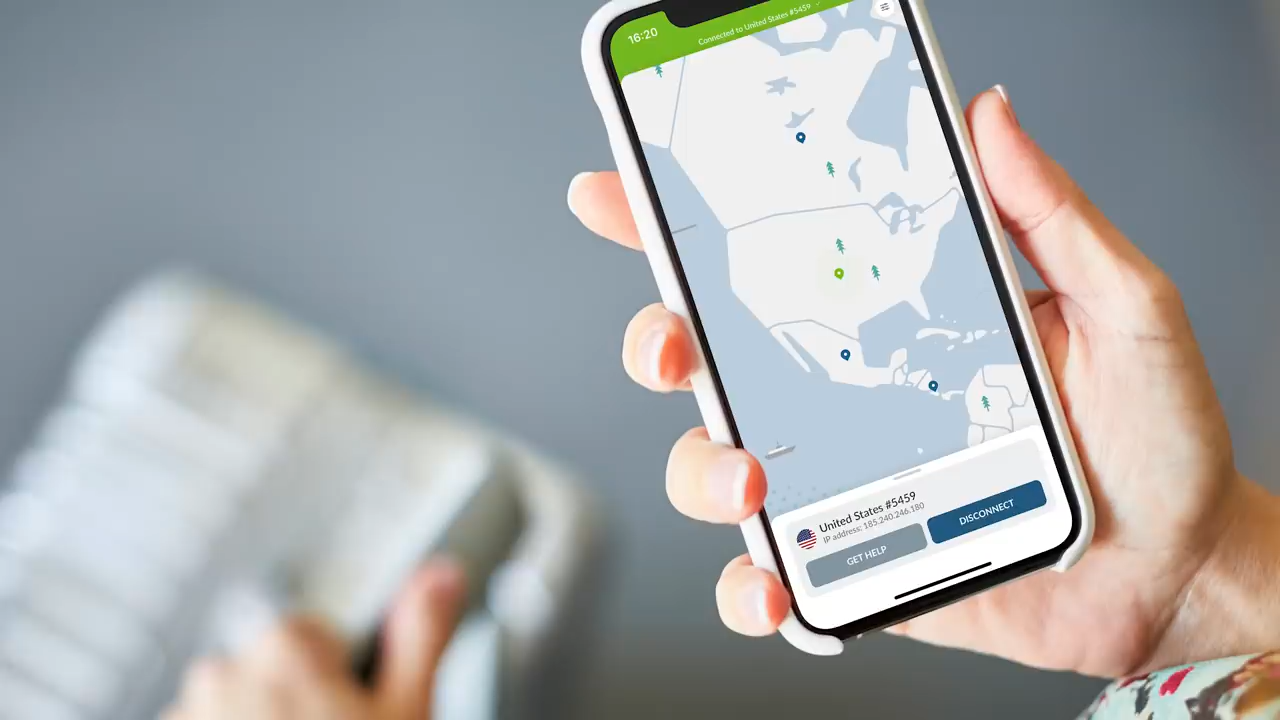 16:20
Connected to United States #5459
United States #5459
IP address: 185.240.246.180
GET HELP
DISCONNECT